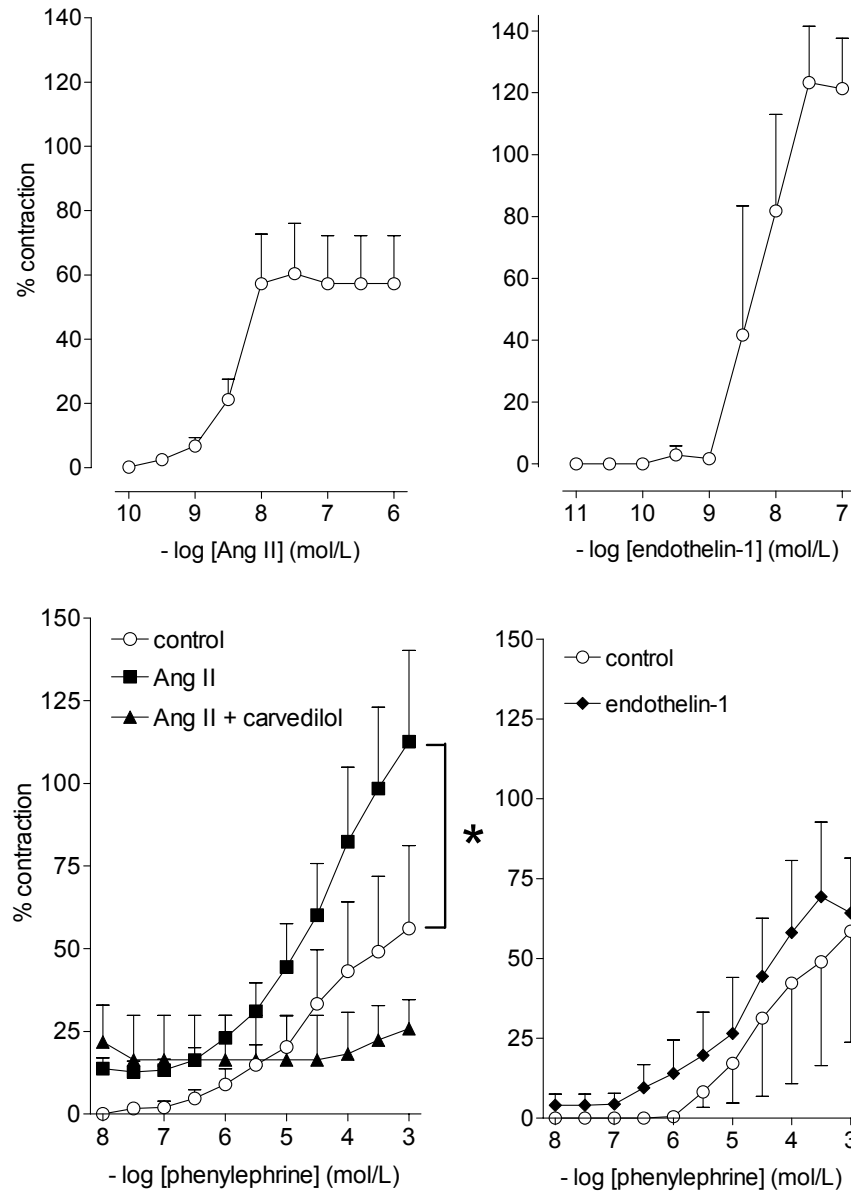 140
120
100
80
60
40
20
0
% contraction
10 9 8 7 6
- log [Ang II] (mol/L)
140
120
100
80
60
40
20
0
11 10 9 8 7
- log [endothelin-1] (mol/L)
150
125
100
75
50
25
0
% contraction
control
Ang II
Ang II + carvedilol
*
8 7 6 5 4 3
- log [phenylephrine] (mol/L)
150
125
100
75
50
25
0
control
endothelin-1
8 7 6 5 4 3
- log [phenylephrine] (mol/L)